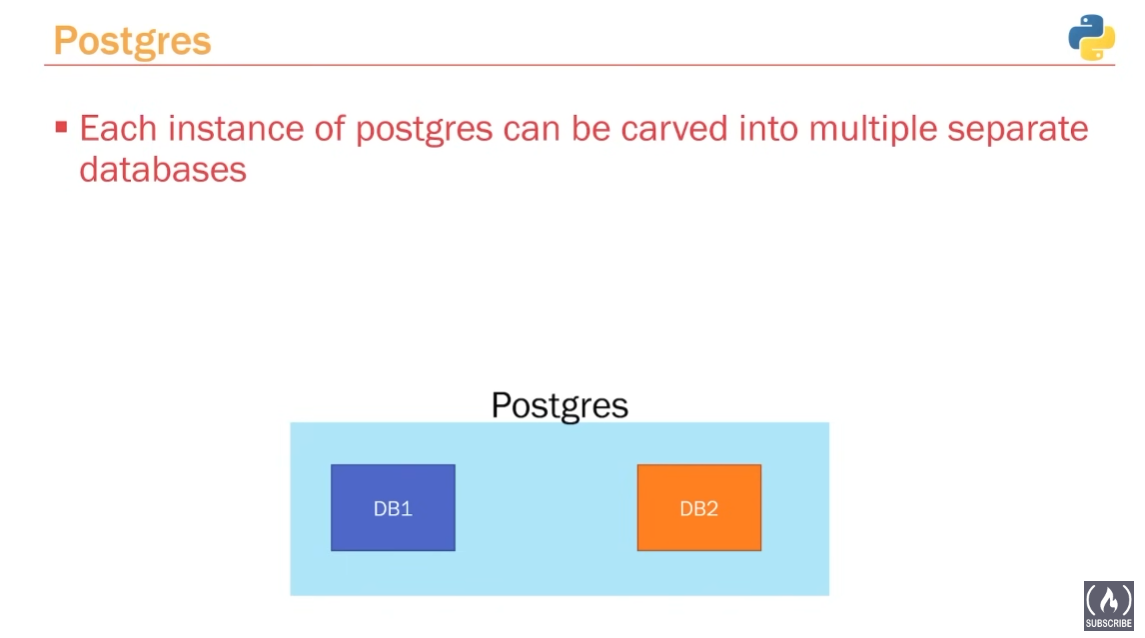 Postgres
Each instance of postgres can be carved into multiple separate
databases
Postgres
DB1
DB2
SUBSCRIBE